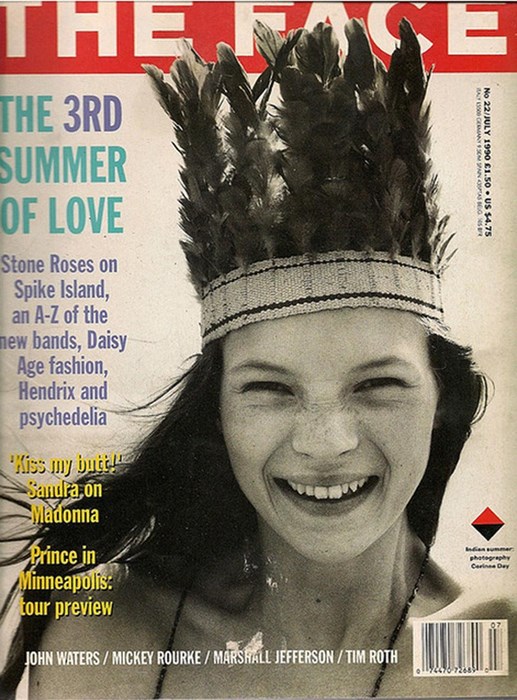 THE FACE
No 22/JULY 1990 £1.50 • US $4.75
THE 3RD
SUMMER
OF LOVE
Stone Roses on
Spike Island,
an A-Z of the
new bands, Daisy
Age fashion,
Hendrix and
psychedelia
'Kiss my butt!'
Sandra on
Madonna
Prince in
Minneapolis:
tour preview
Indian summer:
photography
Corinne Day
JOHN WATERS / MICKEY ROURKE / MARSHALL JEFFERSON / TIM ROTH
07